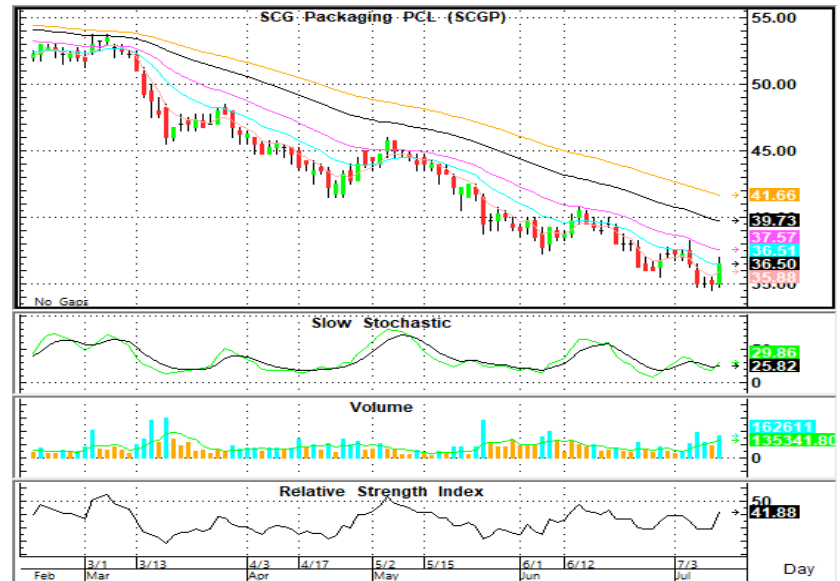 SCG Packaging PCL (SCGP)
55.00
50.00
45.00
41.66
39.73
37.57
36.51
36.50
35.88
35.00
No Gaps
Slow Stochastic
29.86
25.82
0
Volume
162611
135341.80
0
Relative Strength Index
50
41.88
3/1 3/13 4/3 4/17 5/2 5/15 6/1 6/12 7/3
Feb Mar Apr May Jun Jul Day